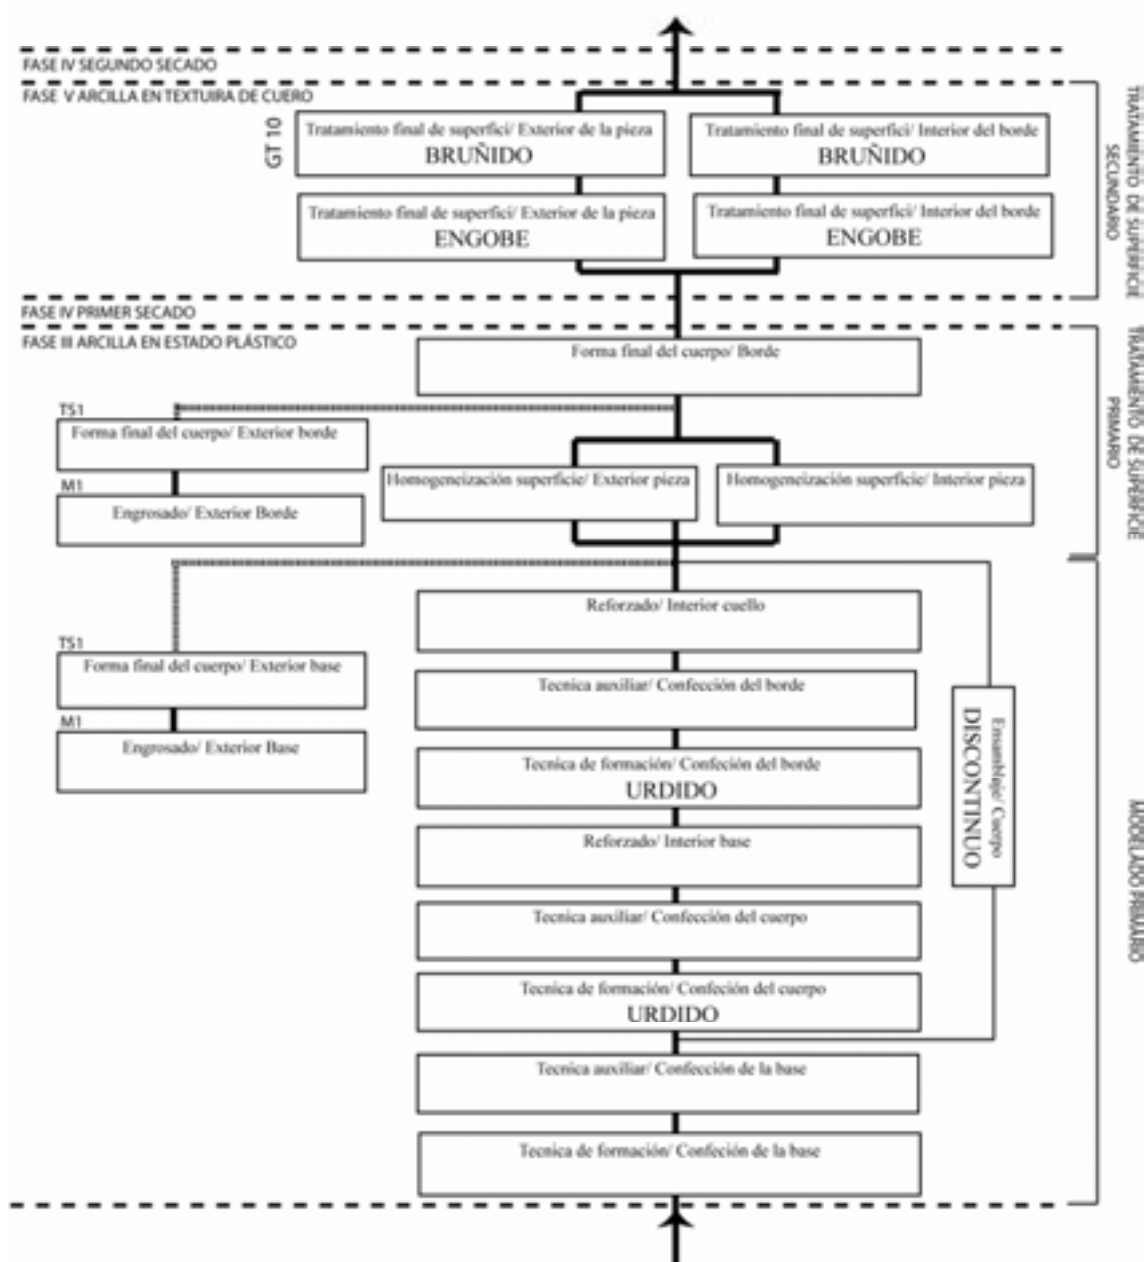 FASE IV SEGUNDO SECADO
FASE V ARCILLA EN TEXTUIRA DE CUERO
GT 10
Tratamiento final de superfici/ Exterior de la pieza
BRUÑIDO
Tratamiento final de superfici/ Interior del borde
BRUÑIDO
Tratamiento final de superfici/ Exterior de la pieza
ENGOBE
Tratamiento final de superfici/ Interior del borde
ENGOBE
TRATAMIENTO DE SUPERFICIE
SECUNDARIO
FASE IV PRIMER SECADO
FASE III ARCILLA EN ESTADO PLÁSTICO
Forma final del cuerpo/ Borde
TS1
Forma final del cuerpo/ Exterior borde
M1
Engrosado/ Exterior Borde
Homogeneización superficie/ Exterior pieza
Homogeneización superficie/ Interior pieza
TRATAMIENTO DE SUPERFICIE
PRIMARIO
Reforzado/ Interior cuello
TS1
Forma final del cuerpo/ Exterior base
M1
Engrosado/ Exterior Base
Tecnica auxiliar/ Confección del borde
Tecnica de formación/ Confeción del borde
URDIDO
Reforzado/ Interior base
Tecnica auxiliar/ Confección del cuerpo
Tecnica de formación/ Confeción del cuerpo
URDIDO
Tecnica auxiliar/ Confección de la base
Tecnica de formación/ Confeción de la base
Ensamblaje/ Cuerpo
DISCONTINUO
MODELADO PRIMARIO